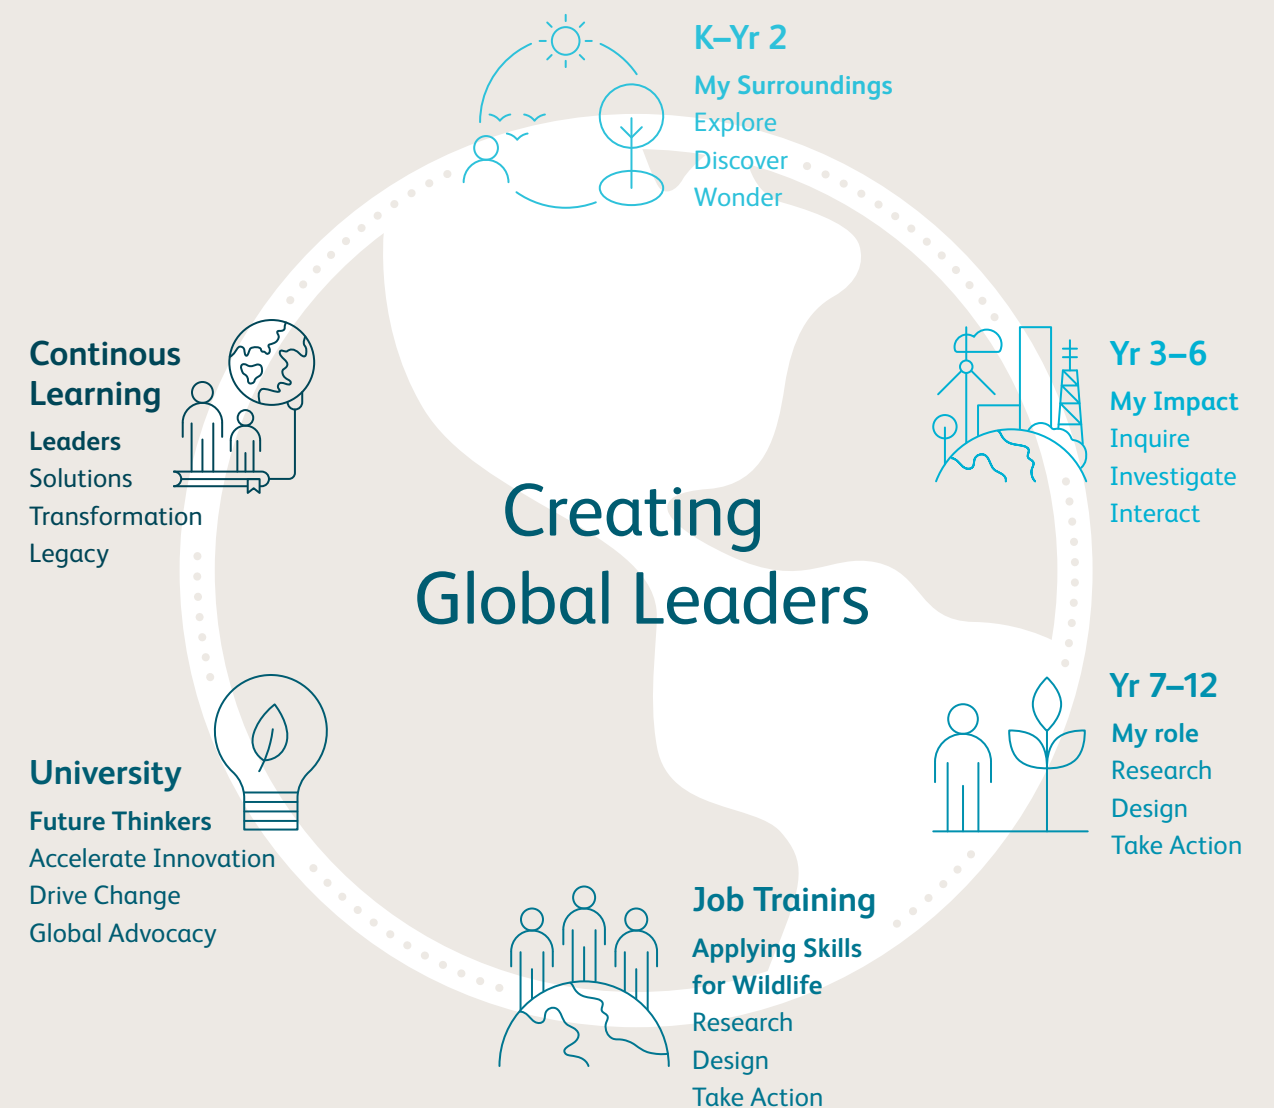 K–Yr 2
My Surroundings
Explore
Discover
Wonder
Yr 3–6
My Impact
Inquire
Investigate
Interact
Yr 7–12
My role
Research
Design
Take Action
Job Training
Applying Skills
for Wildlife
Research
Design
Take Action
University
Future Thinkers
Accelerate Innovation
Drive Change
Global Advocacy
Continous
Learning
Leaders
Solutions
Transformation
Legacy
Creating
Global Leaders